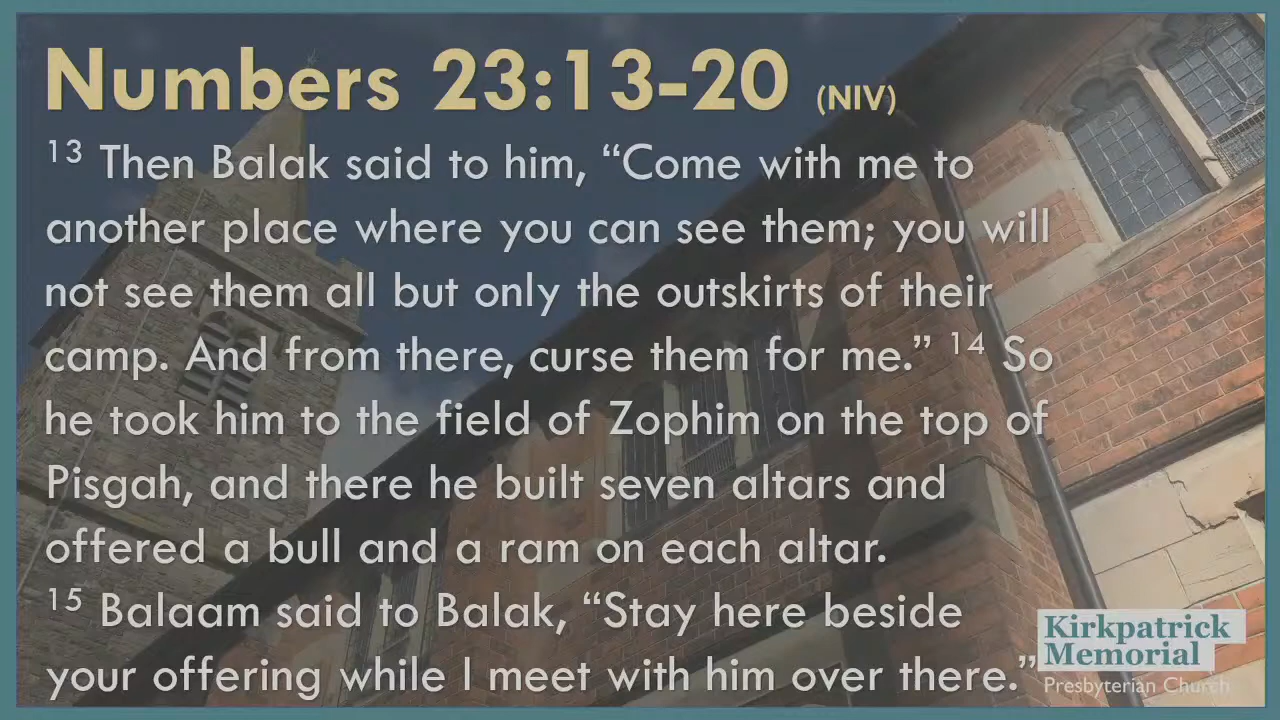 Numbers 23:13-20 (NIV)
13 Then Balak said to him, “Come with me to
another place where you can see them; you will
not see them all but only the outskirts of their
camp. And from there, curse them for me.” 14 So
he took him to the field of Zophim on the top of
Pisgah, and there he built seven altars and
offered a bull and a ram on each altar.
15 Balaam said to Balak, “Stay here beside
your offering while I meet with him over there.”
Kirkpatrick
Memorial
Presbyterian Church